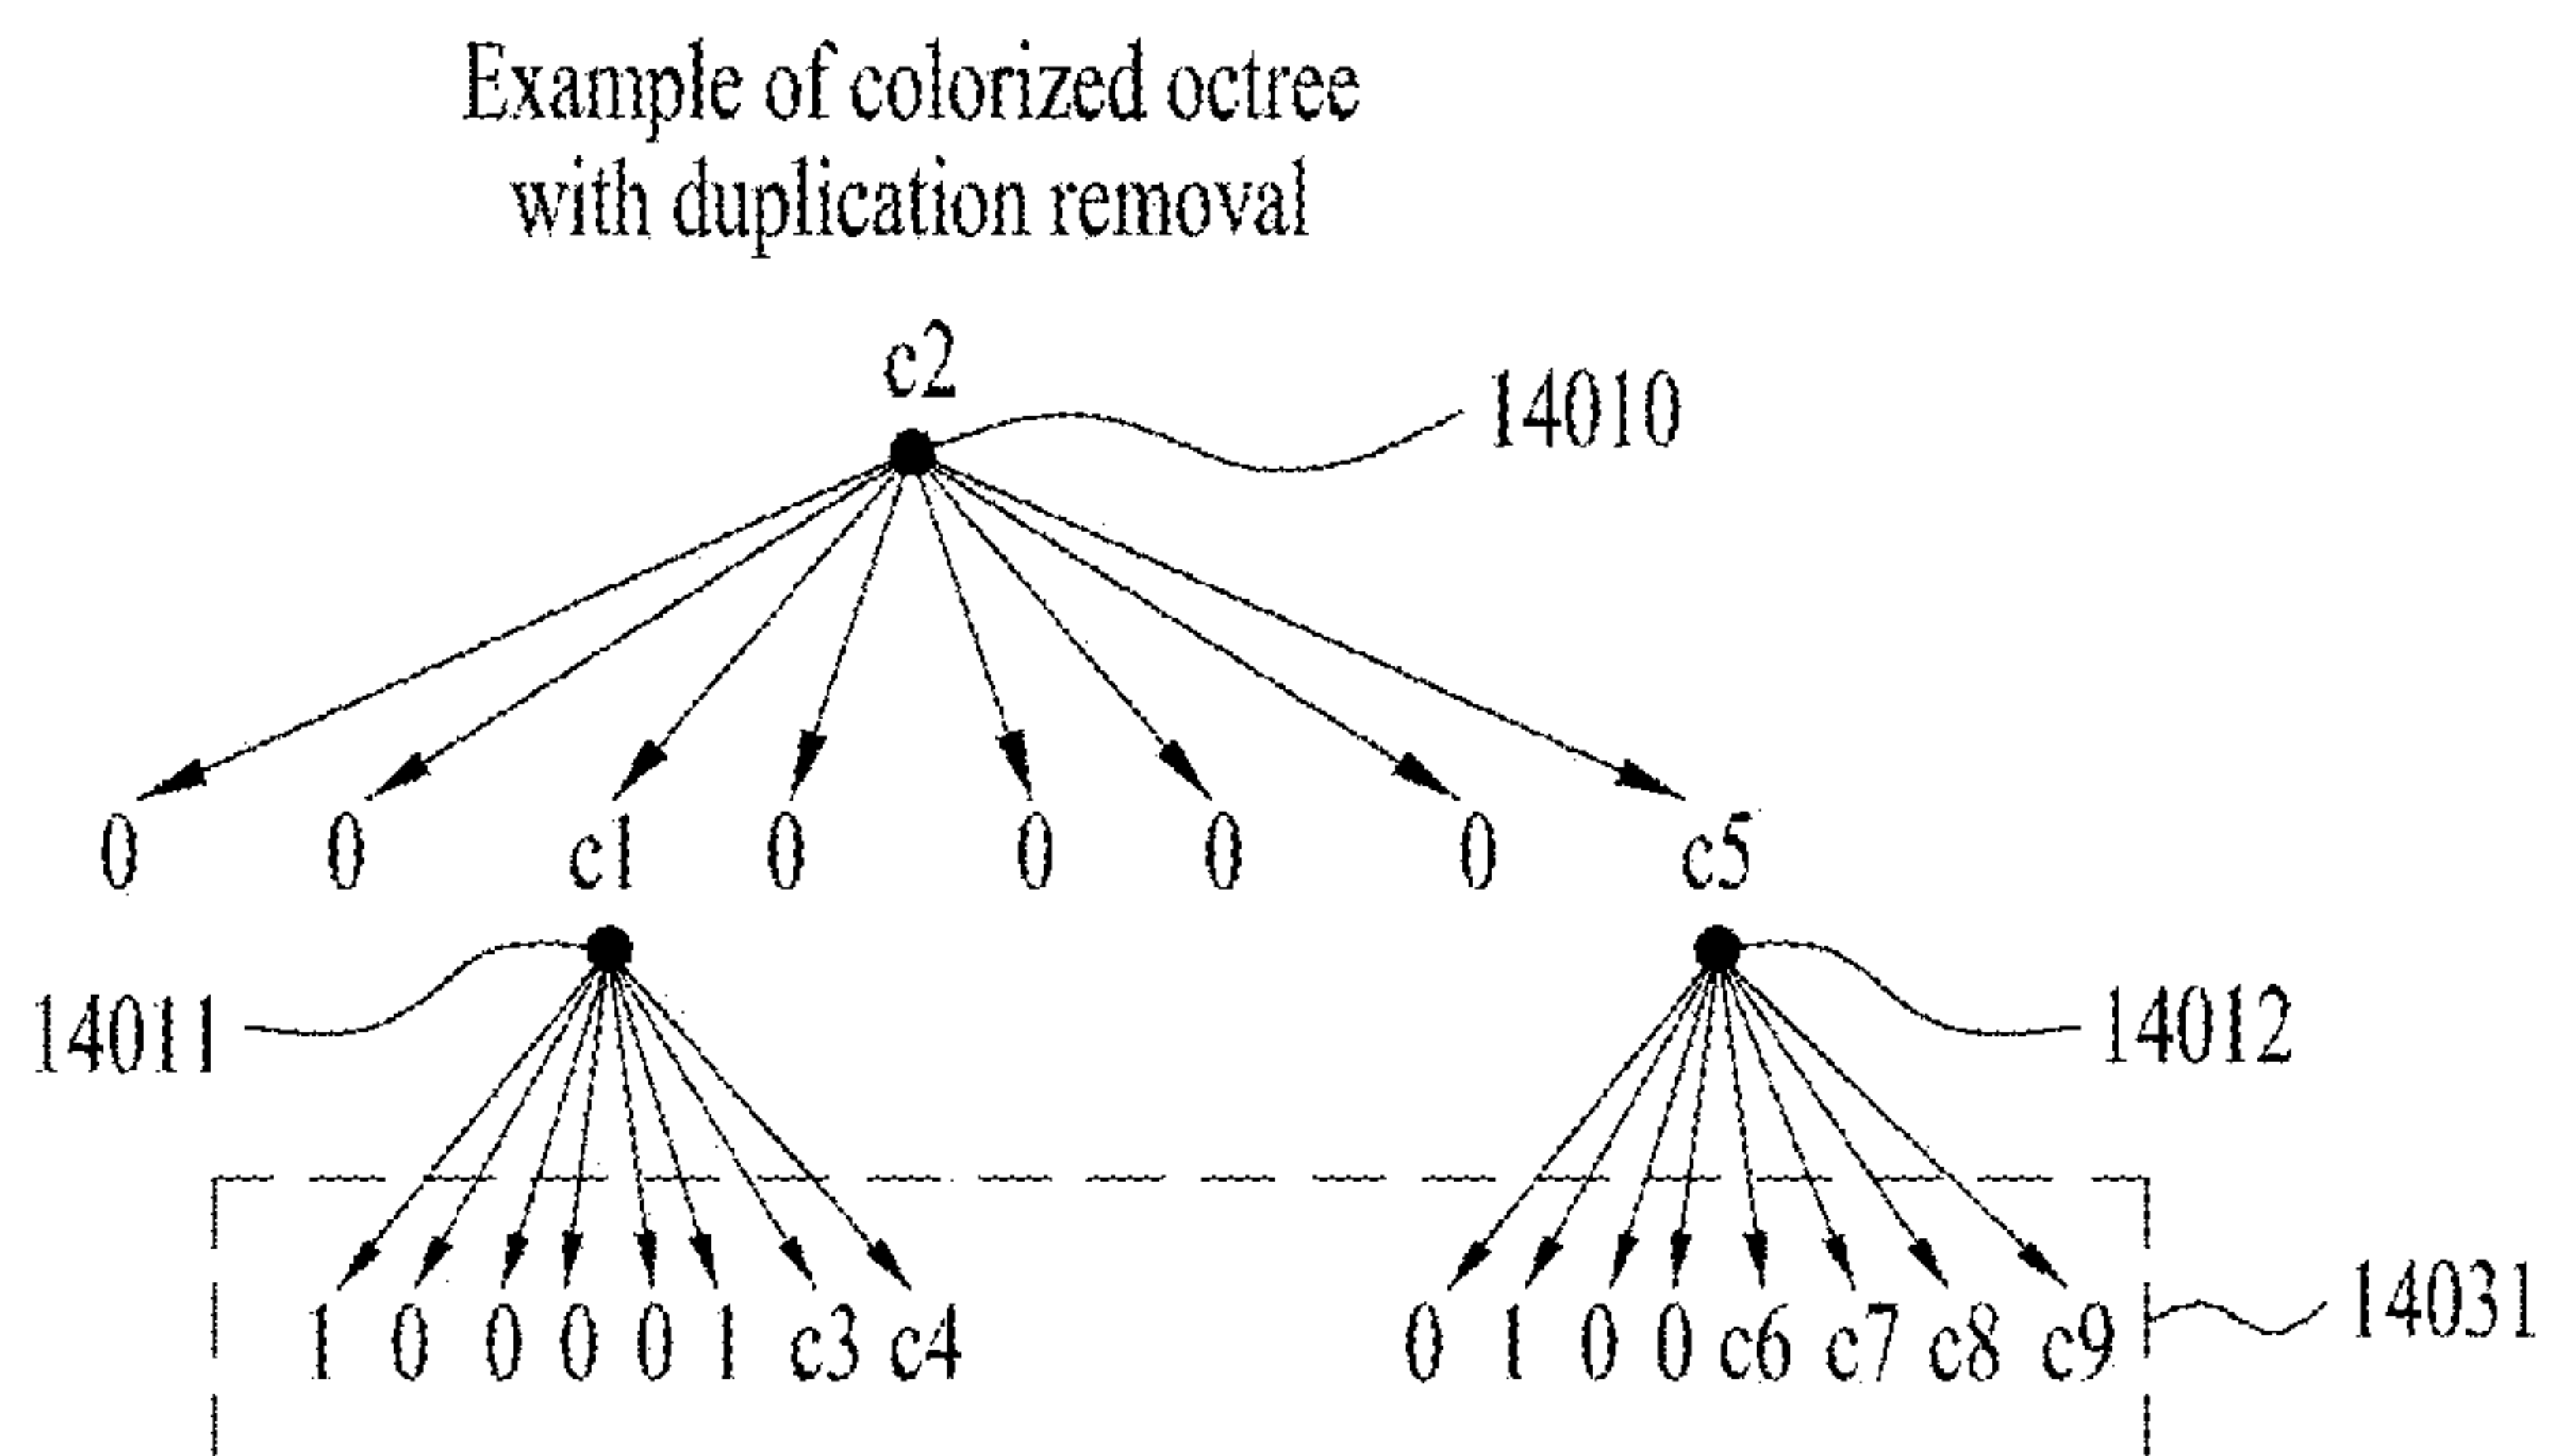 Example of colorized octree
with duplication removal
c2
14010
0 0 c1 0 0 0 0 c5
14011
14012
1 0 0 0 0 1 c3 c4 0 1 0 0 c6 c7 c8 c9
14031